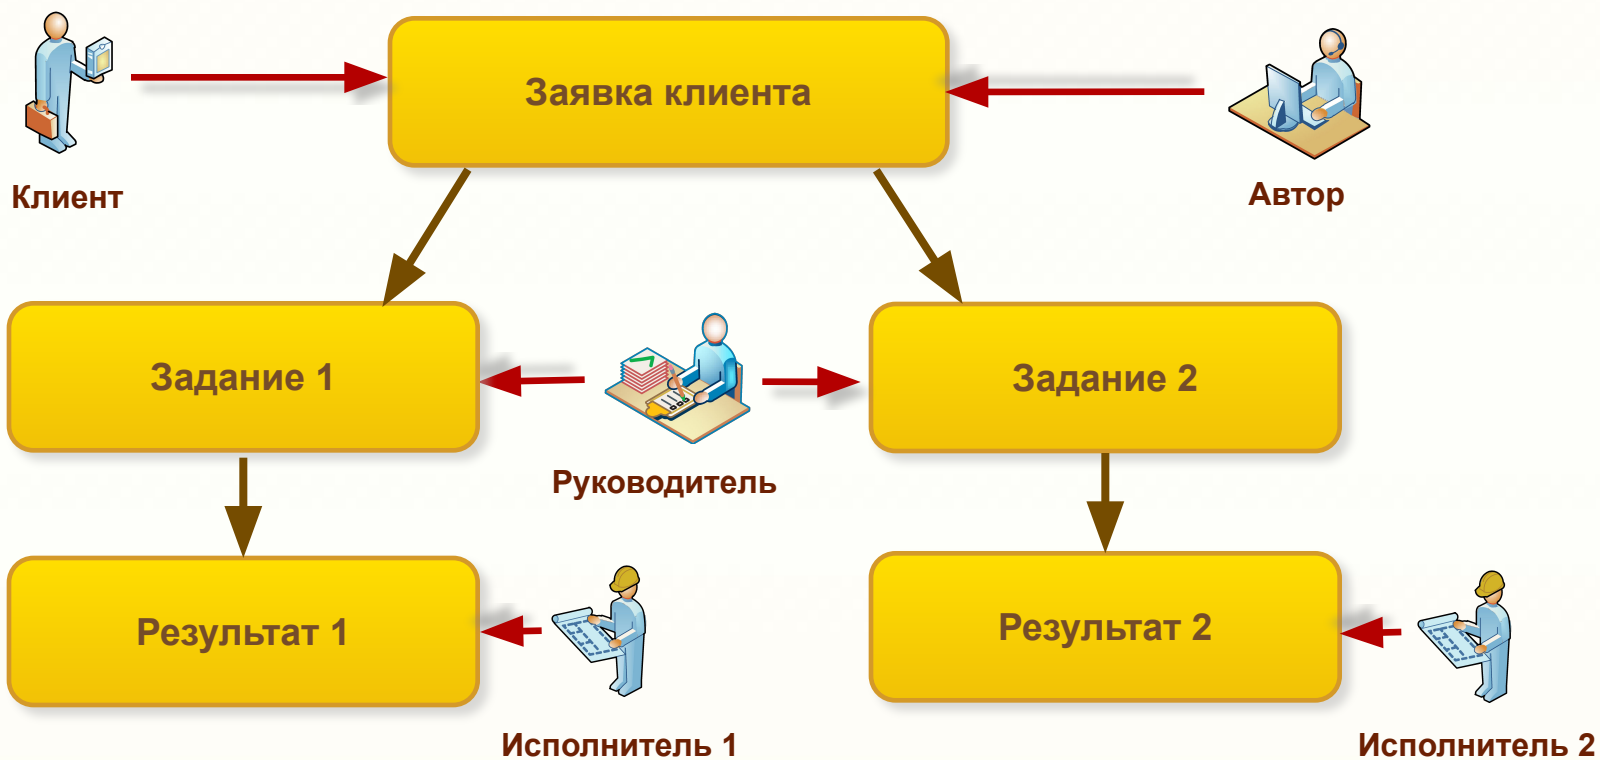 Заявка клиента
Клиент
Автор
Задание 1
Задание 2
Руководитель
Результат 1
Результат 2
Исполнитель 1
Исполнитель 2